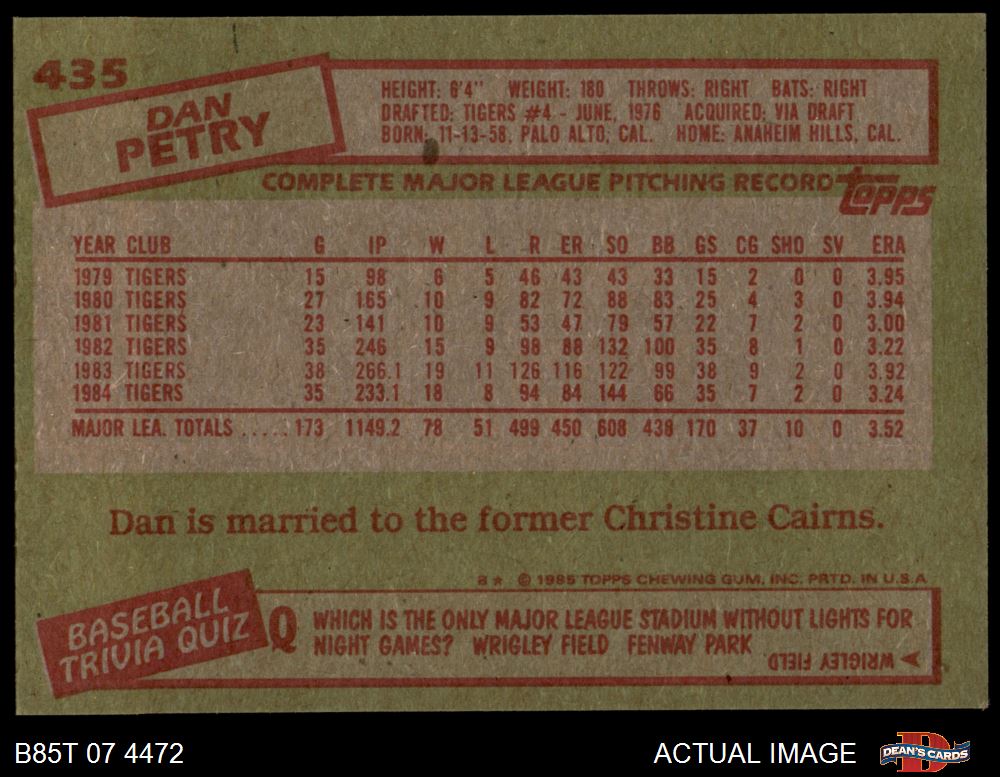 435
DAN
PETRY
HEIGHT: 6'4" WEIGHT: 180 THROWS: RIGHT BATS: RIGHT
DRAFTED: TIGERS #4 - JUNE, 1976 ACQUIRED: VIA DRAFT
BORN: 11-13-58, PALO ALTO, CAL. HOME: ANAHEIM HILLS, CAL.
COMPLETE MAJOR LEAGUE PITCHING RECORD topps
YEAR CLUB G IP W L R ER SO BB GS CG SHO SV ERA
1979 TIGERS 15 98 6 5 46 43 43 33 15 2 0 0 3.95
1980 TIGERS 27 165 10 9 82 72 88 83 25 4 3 0 3.94
1981 TIGERS 23 141 10 9 53 47 79 57 22 7 2 0 3.00
1982 TIGERS 35 246 15 9 98 88 132 100 35 8 1 0 3.22
1983 TIGERS 38 266.1 19 11 126 116 122 99 38 9 2 0 3.92
1984 TIGERS 35 233.1 18 8 94 84 144 66 35 7 2 0 3.24
MAJOR LEA. TOTALS ..... 173 1149.2 78 51 499 450 608 438 170 37 10 0 3.52
Dan is married to the former Christine Cairns.
B★ © 1985 TOPPS CHEWING GUM, INC. PRTD. IN U.S.A
BASEBALL
TRIVIA QUIZ
Q WHICH IS THE ONLY MAJOR LEAGUE STADIUM WITHOUT LIGHTS FOR
NIGHT GAMES? WRIGLEY FIELD FENWAY PARK
WRIGLEY FIELD
B85T 07 4472
ACTUAL IMAGE
D
DEAN'S CARDS